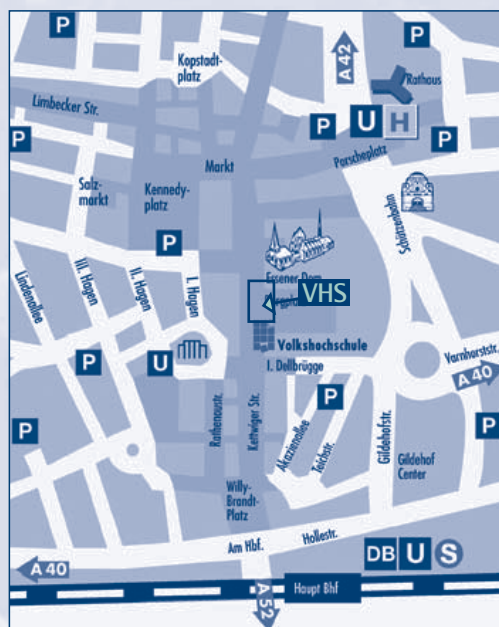 P
P
A 42
Kopstadt-
platz
Rathaus
Limbecker Str.
P
P
U
H
P
Porscheplatz
Markt
Salz-
markt
Kennedy-
platz
Schützenbahn
P
Essener Dom
Lindenallee
III. Hagen
II. Hagen
I. Hagen
VHS
Volkshochschule
P
U
I. Dellbrügge
Varnhorststr.
A 40
P
P
P
Rathenaustr.
Kettwiger Str.
Akazienallee
Teichstr.
Gildehofstr.
Gildehof
Center
Willy-
Brandt-
Platz
Am Hbf.
Hollestr.
DB
U
S
A 40
A 52
Haupt Bhf